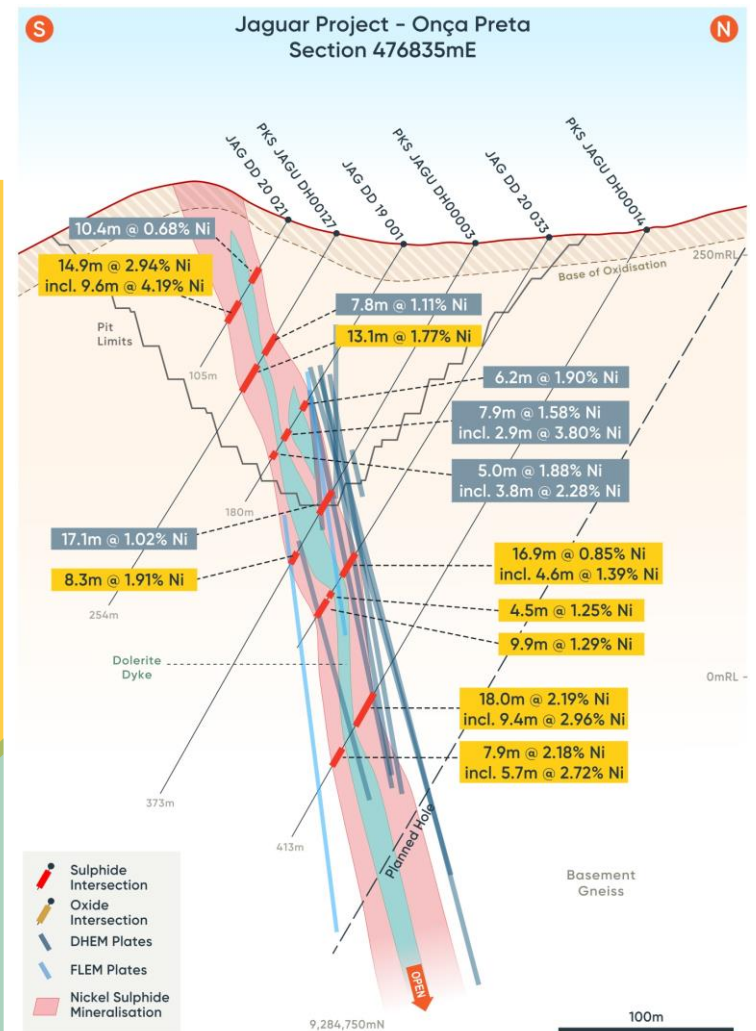 S
Jaguar Project - Onça Preta
Section 476835mE
N
JAG DD 20 021
PKS JAGU DH00127
JAG DD 19 001
PKS JAGU DH00003
JAG DD 20 033
PKS JAGU DH00014
10.4m @ 0.68% Ni
14.9m @ 2.94% Ni
incl. 9.6m @ 4.19% Ni
250mRL
Base of Oxidisation
7.8m @ 1.11% Ni
13.1m @ 1.77% Ni
Pit
Limits
105m
6.2m @ 1.90% Ni
7.9m @ 1.58% Ni
incl. 2.9m @ 3.80% Ni
5.0m @ 1.88% Ni
incl. 3.8m @ 2.28% Ni
180m
17.1m @ 1.02% Ni
8.3m @ 1.91% Ni
16.9m @ 0.85% Ni
incl. 4.6m @ 1.39% Ni
4.5m @ 1.25% Ni
9.9m @ 1.29% Ni
254m
Dolerite
Dyke
0mRL
18.0m @ 2.19% Ni
incl. 9.4m @ 2.96% Ni
7.9m @ 2.18% Ni
incl. 5.7m @ 2.72% Ni
373m
413m
Planned Hole
Basement
Gneiss
Sulphide
Intersection
Oxide
Intersection
DHEM Plates
FLEM Plates
Nickel Sulphide
Mineralisation
OPEN
9,284,750mN
100m